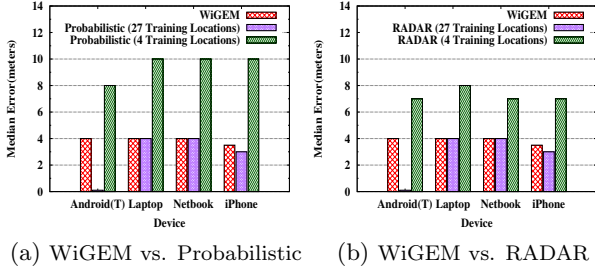 WiGEM
Probabilistic (27 Training Locations)
Probabilistic (4 Training Locations)
Median Error(meters)
14
12
10
8
6
4
2
0
Android(T) Laptop Netbook iPhone
Device
(a) WiGEM vs. Probabilistic
WiGEM
RADAR (27 Training Locations)
RADAR (4 Training Locations)
Median Error(meters)
14
12
10
8
6
4
2
0
Android(T) Laptop Netbook iPhone
Device
(b) WiGEM vs. RADAR